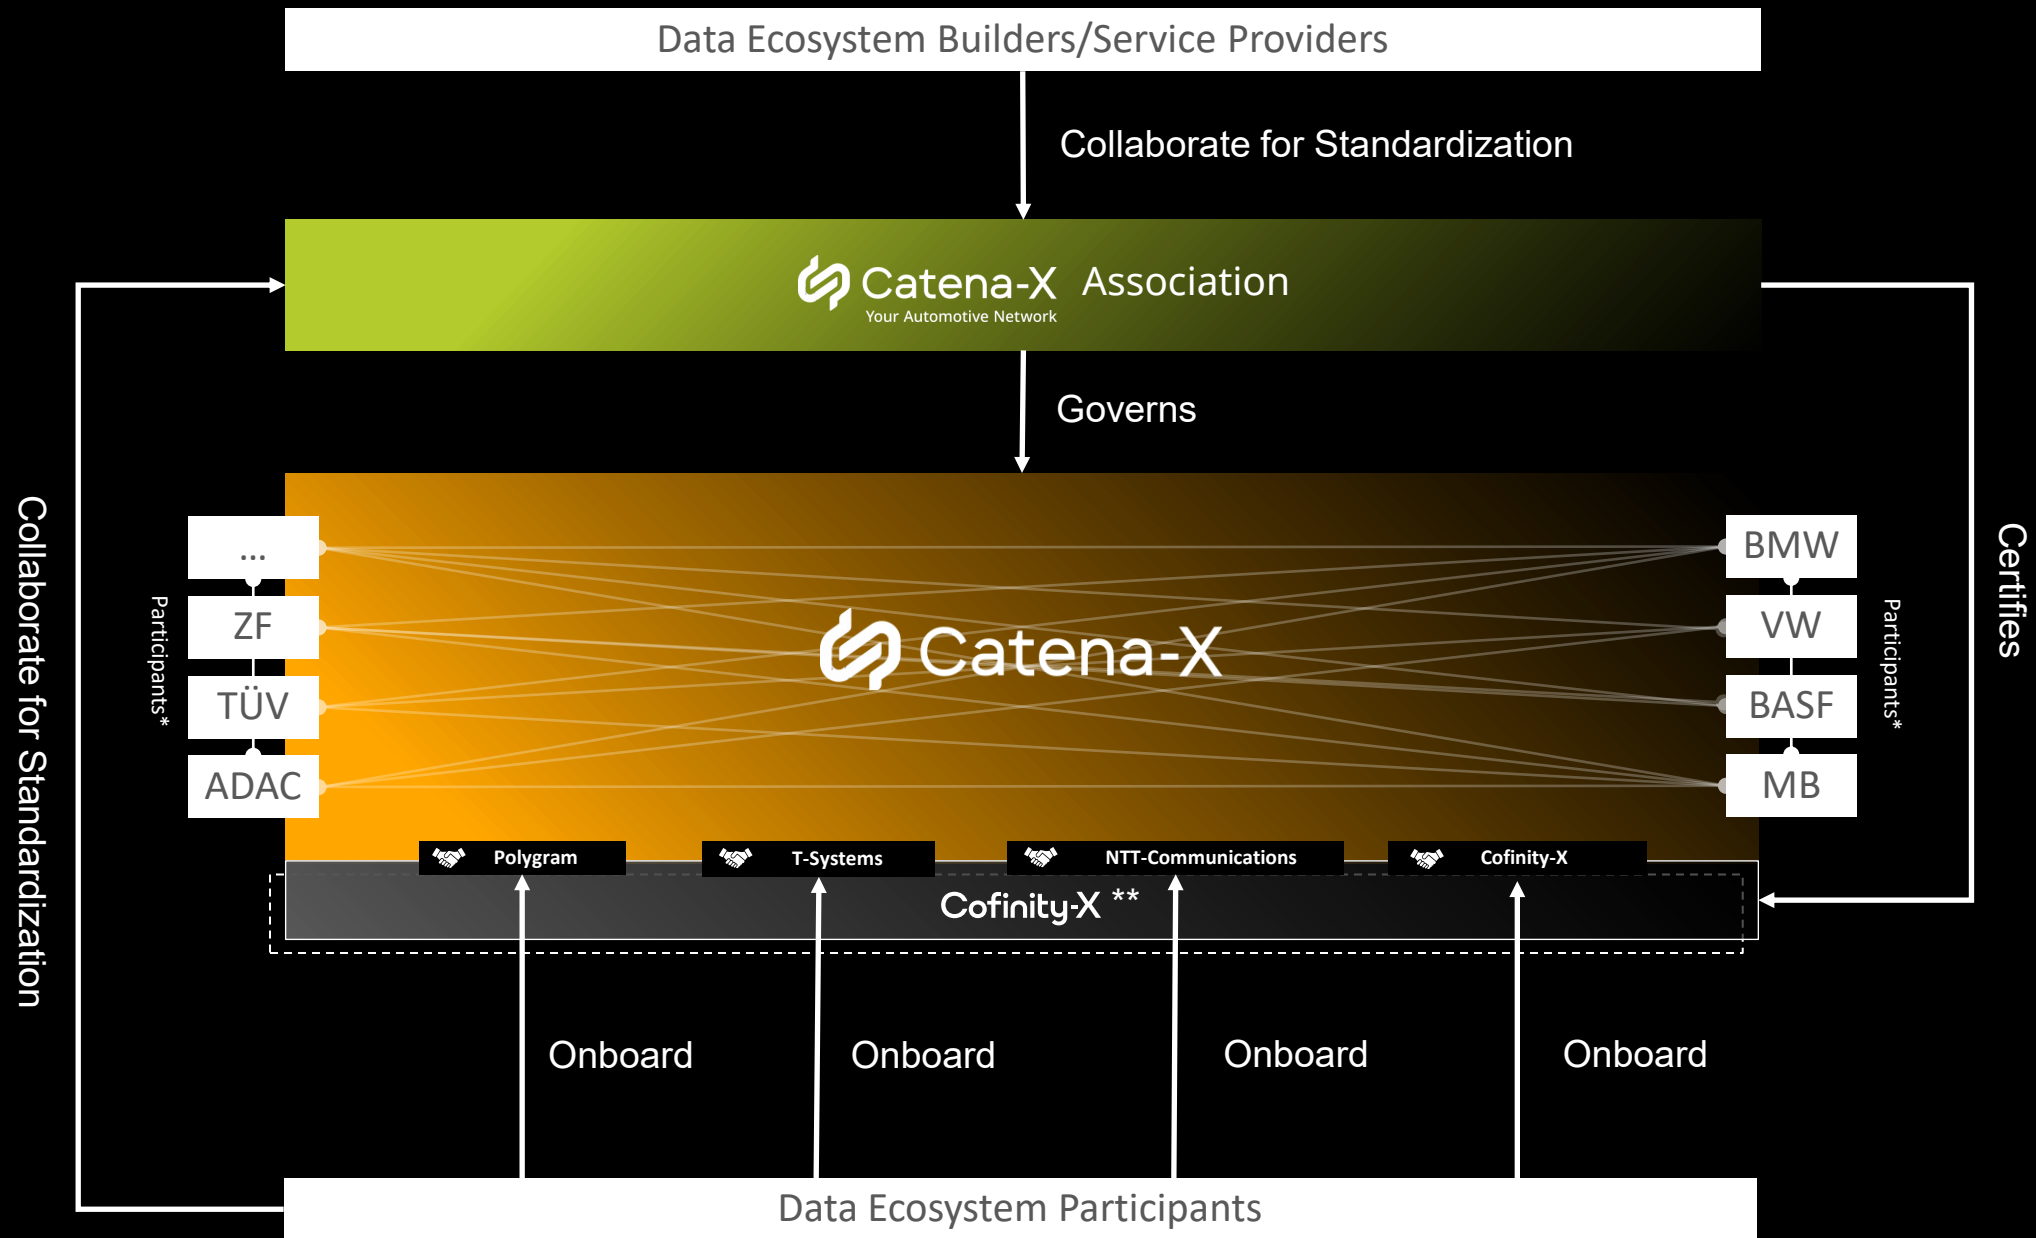 Data Ecosystem Builders/Service Providers
Collaborate for Standardization
Catena-X Association
Your Automotive Network
Governs
Collaborate for Standardization
Participants*
...
ZF
TÜV
ADAC
Catena-X
BMW
VW
BASF
MB
Participants*
Certifies
Polygram
T-Systems
NTT-Communications
Cofinity-X
Cofinity-X **
Onboard
Onboard
Onboard
Onboard
Data Ecosystem Participants